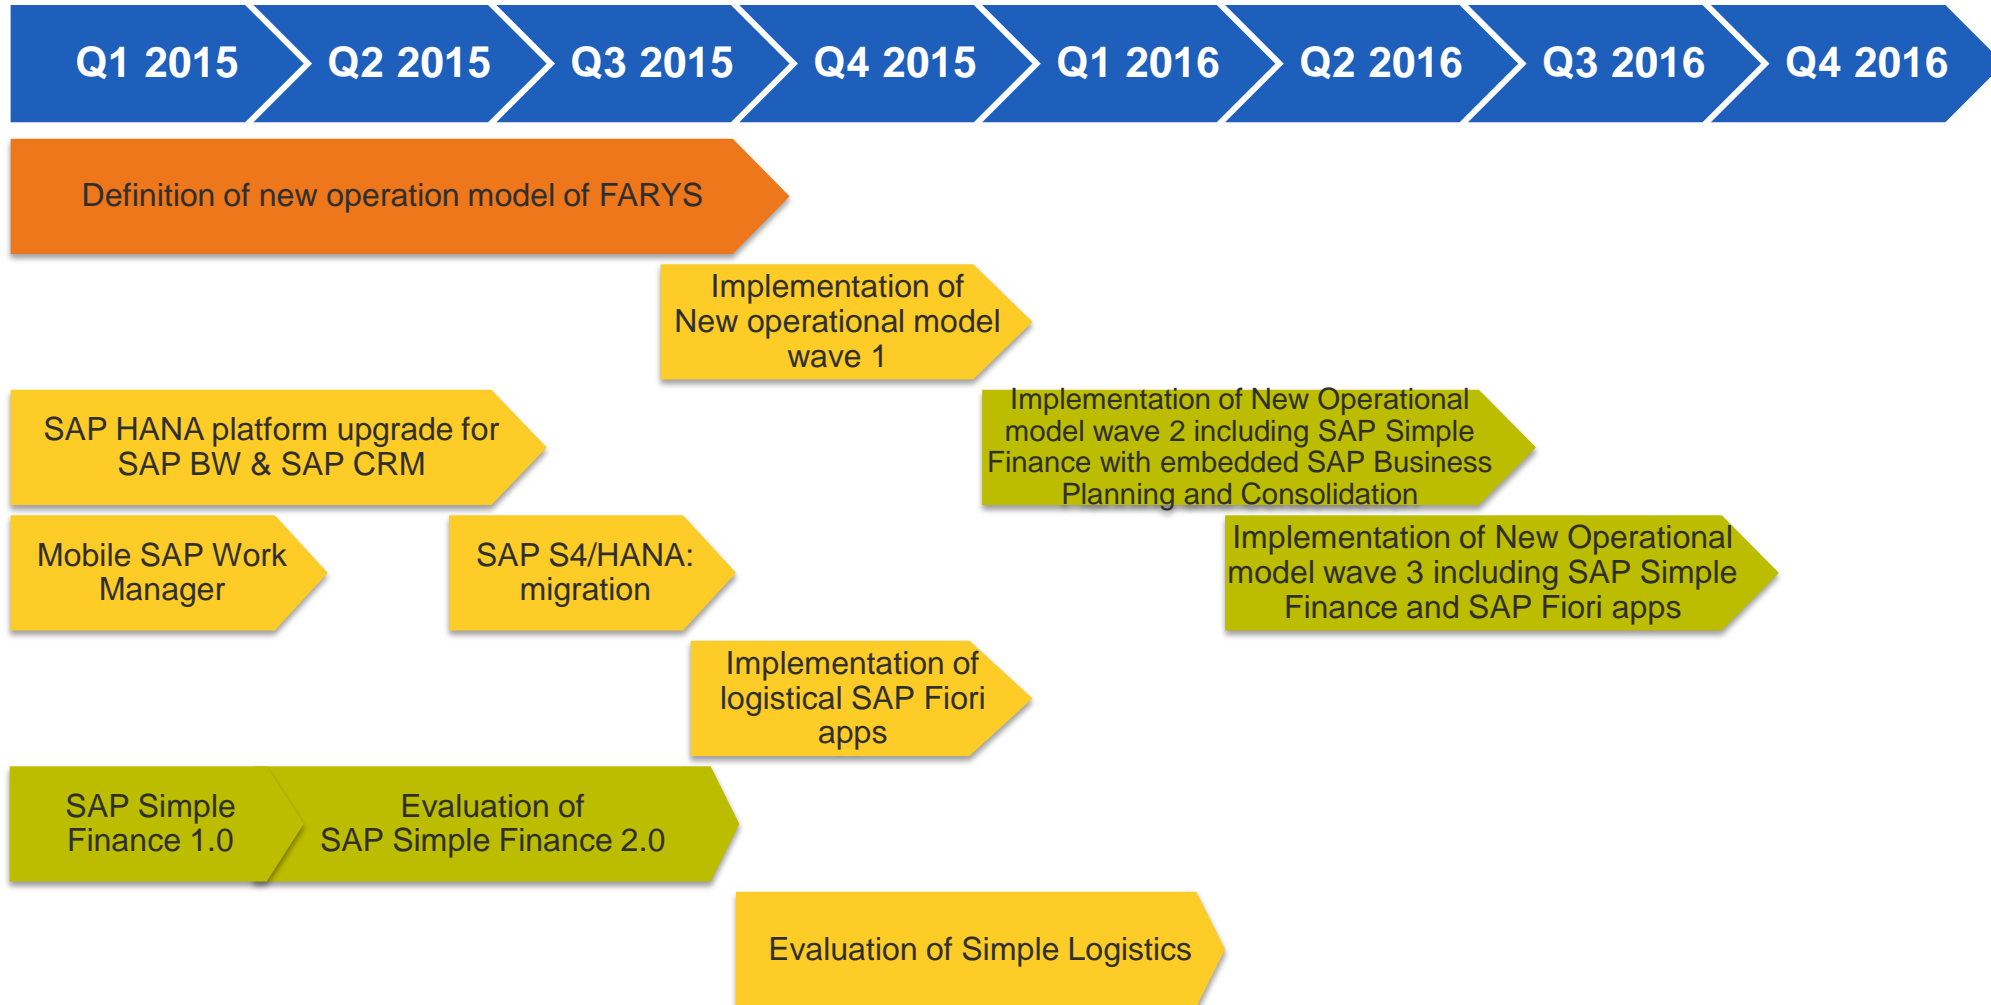 Q1 2015
Q2 2015
Q3 2015
Q4 2015
Q1 2016
Q2 2016
Q3 2016
Q4 2016
Definition of new operation model of FARYS
Implementation of
New operational model
wave 1
SAP HANA platform upgrade for
SAP BW & SAP CRM
Implementation of New Operational
model wave 2 including SAP Simple
Finance with embedded SAP Business
Planning and Consolidation
Mobile SAP Work
Manager
SAP S4/HANA:
migration
Implementation of New Operational
model wave 3 including SAP Simple
Finance and SAP Fiori apps
Implementation of
logistical SAP Fiori
apps
SAP Simple
Finance 1.0
Evaluation of
SAP Simple Finance 2.0
Evaluation of Simple Logistics